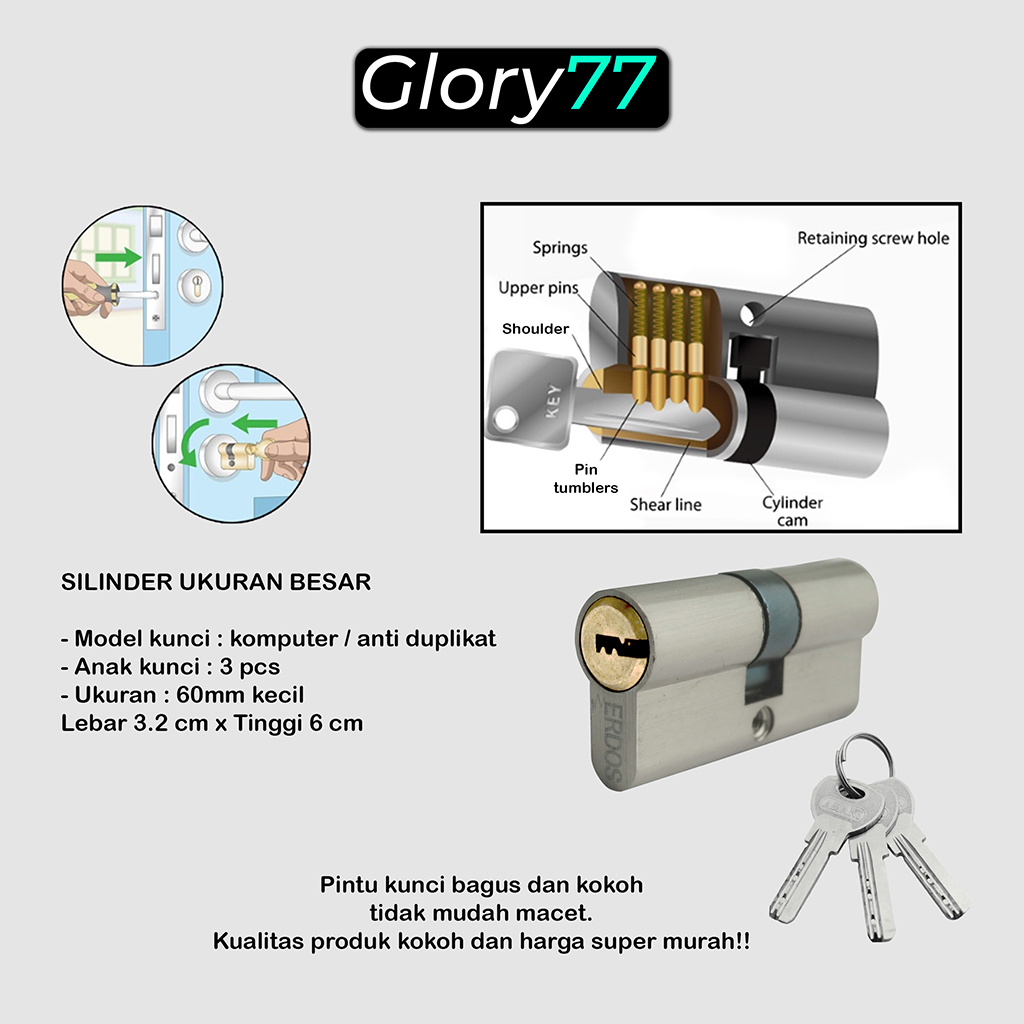 Glory77
Springs
Retaining screw hole
Upper pins
Shoulder
KEY
Pin
tumblers
Shear line
Cylinder
cam
SILINDER UKURAN BESAR
- Model kunci : komputer / anti duplikat
- Anak kunci : 3 pcs
- Ukuran : 60mm kecil
Lebar 3.2 cm x Tinggi 6 cm
ERDOS
Pintu kunci bagus dan kokoh
tidak mudah macet.
Kualitas produk kokoh dan harga super murah!!